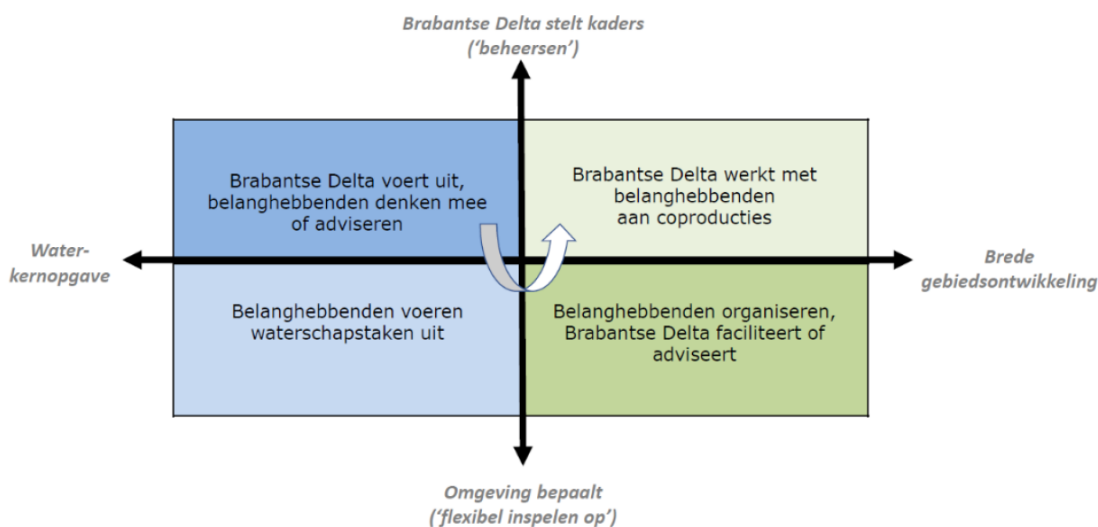 Brabantse Delta stelt kaders
(‘beheersen’)
Brabantse Delta voert uit,
belanghebbenden denken mee
of adviseren
Brabantse Delta werkt met
belanghebbenden
aan coproducties
Water-
kernopgave
Brede
gebiedsontwikkeling
Belanghebbenden voeren
waterschapstaken uit
Belanghebbenden organiseren,
Brabantse Delta faciliteert of
adviseert
Omgeving bepaalt
(‘flexibel inspelen op’)